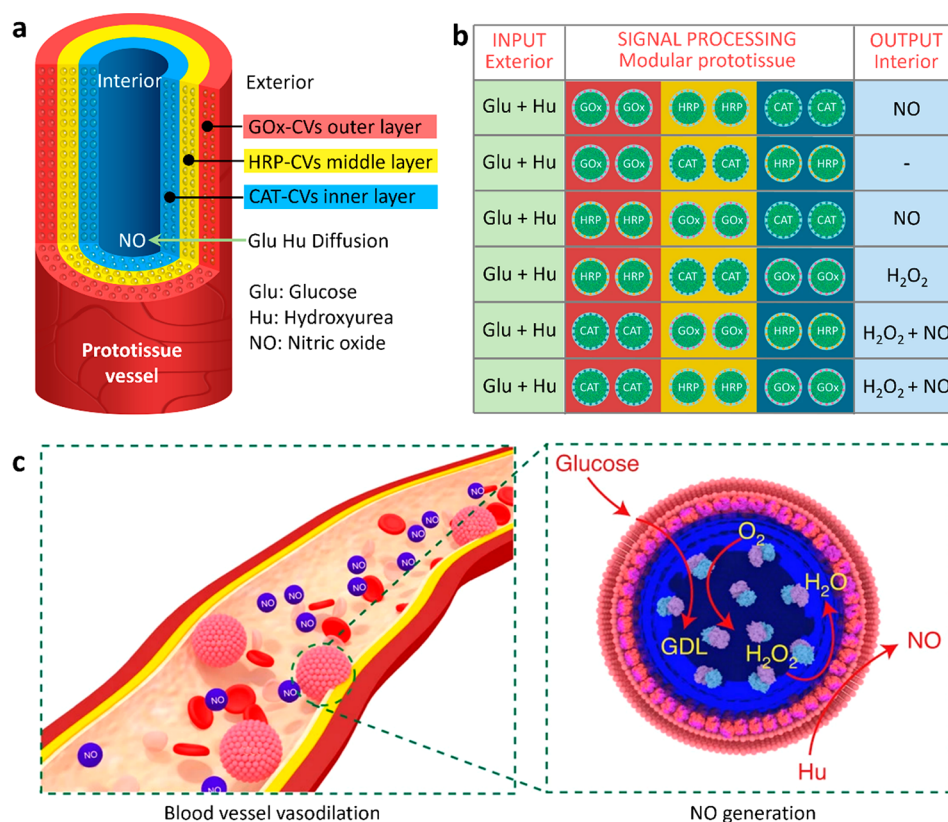 a
Interior
Exterior
GOx-CVs outer layer
HRP-CVs middle layer
CAT-CVs inner layer
NO
Glu Hu Diffusion
Glu: Glucose
Hu: Hydroxyurea
NO: Nitric oxide
Prototissue
vessel
b
INPUT
Exterior
SIGNAL PROCESSING
Modular prototissue
OUTPUT
Interior
Glu + Hu GOx GOx HRP HRP CAT CAT NO
Glu + Hu GOx GOx CAT CAT HRP HRP -
Glu + Hu HRP HRP GOx GOx CAT CAT NO
Glu + Hu HRP HRP CAT CAT GOx GOx H₂O₂
Glu + Hu CAT CAT GOx GOx HRP HRP H₂O₂ + NO
Glu + Hu CAT CAT HRP HRP GOx GOx H₂O₂ + NO
c
NO
NO
NO
NO
NO
NO
NO
NO
NO
NO
NO
NO
NO
Blood vessel vasodilation
Glucose
O₂
H₂O
GDL
H₂O₂
NO
Hu
NO generation